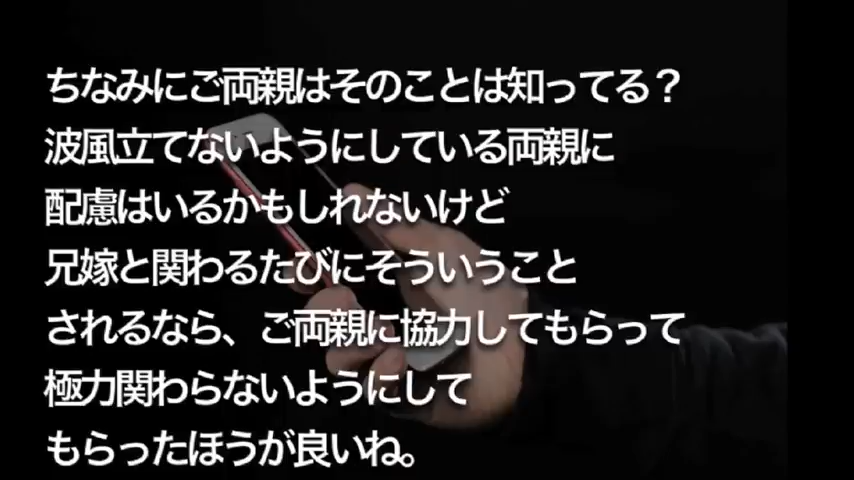 ちなみにご両親はそのことは知ってる？
波風立てないようにしている両親に
配慮はいるかもしれないけど
兄嫁と関わるたびにそういうこと
されるなら、ご両親に協力してもらって
極力関わらないようにして
もらったほうが良いね。